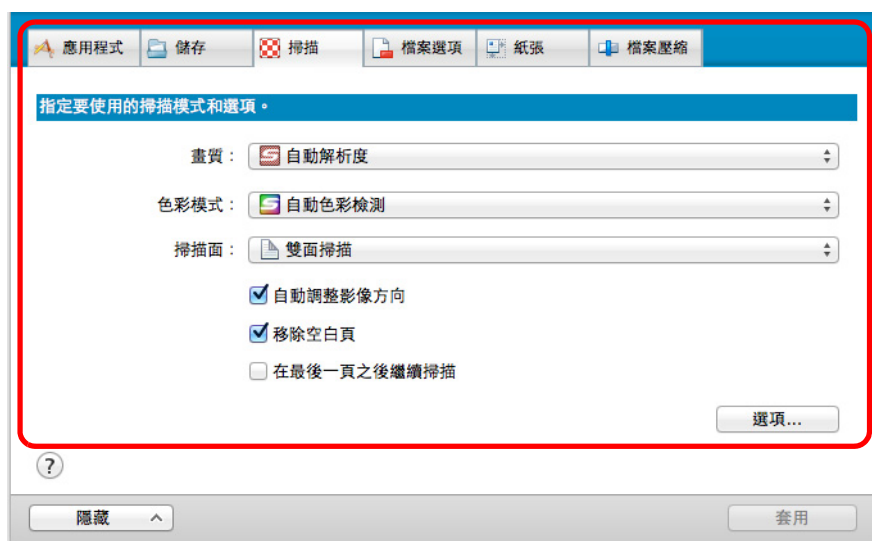 應用程式 儲存 掃描 檔案選項 紙張 檔案壓縮
指定要使用的掃描模式和選項。
畫質： 自動解析度
色彩模式： 自動色彩檢測
掃描面： 雙面掃描
自動調整影像方向
移除空白頁
在最後一頁之後繼續掃描
選項...
?
隱藏 套用